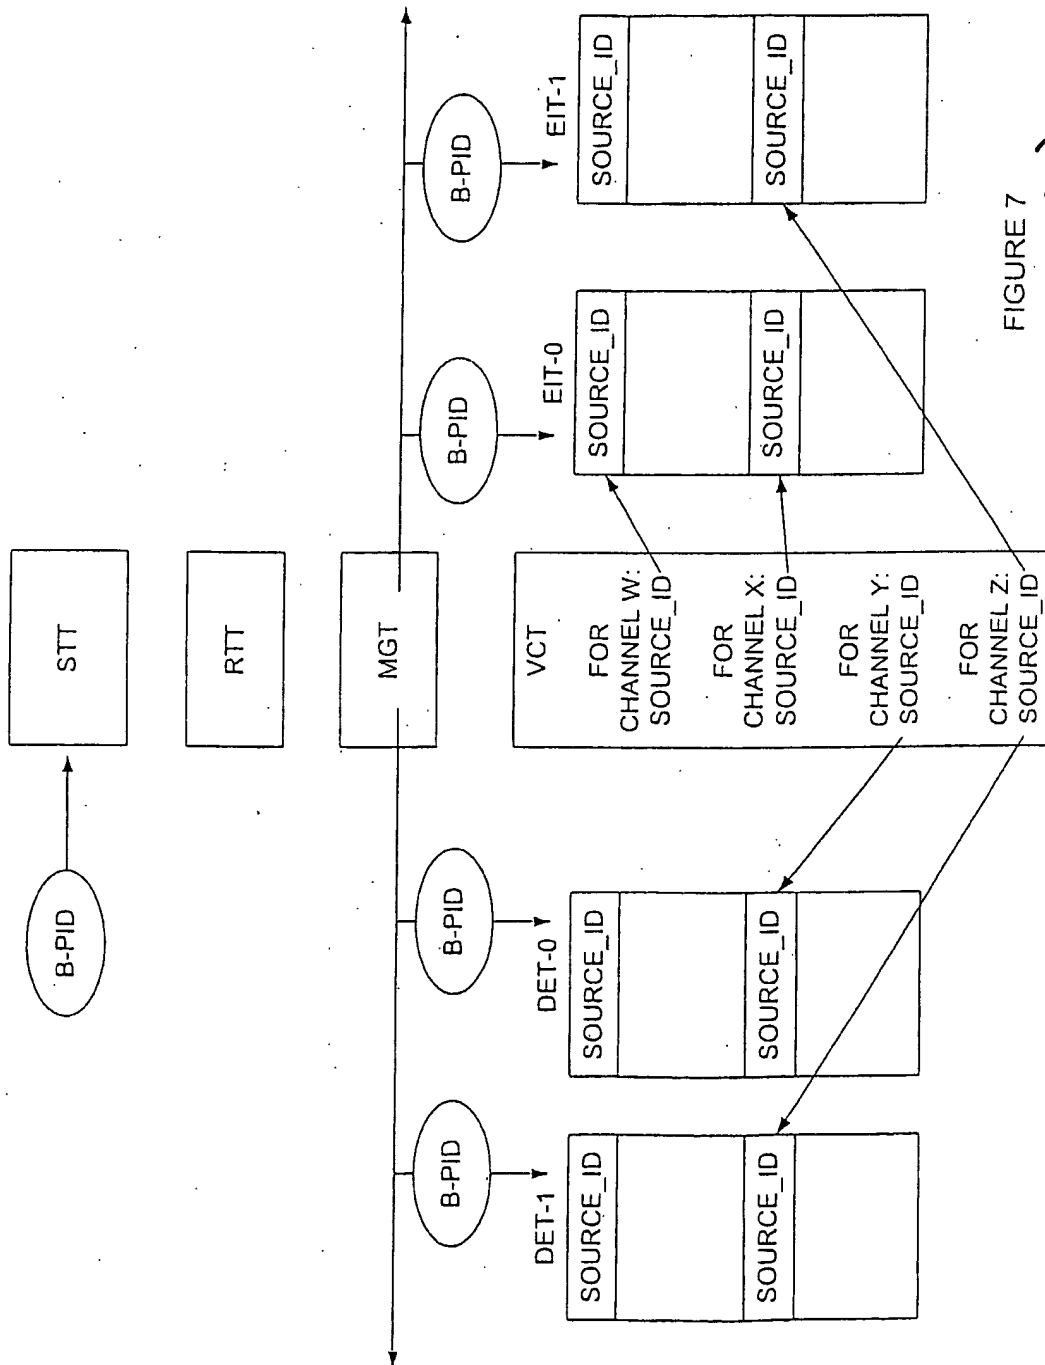 B-PID
STT
RTT
MGT
B-PID
B-PID
B-PID
B-PID
DET-1
DET-0
VCT
EIT-0
EIT-1
SOURCE_ID
SOURCE_ID
FOR
CHANNEL W:
SOURCE_ID
SOURCE_ID
SOURCE_ID
SOURCE_ID
SOURCE_ID
FOR
CHANNEL X:
SOURCE_ID
SOURCE_ID
SOURCE_ID
FOR
CHANNEL Y:
SOURCE_ID
FOR
CHANNEL Z:
SOURCE_ID
FIGURE 7